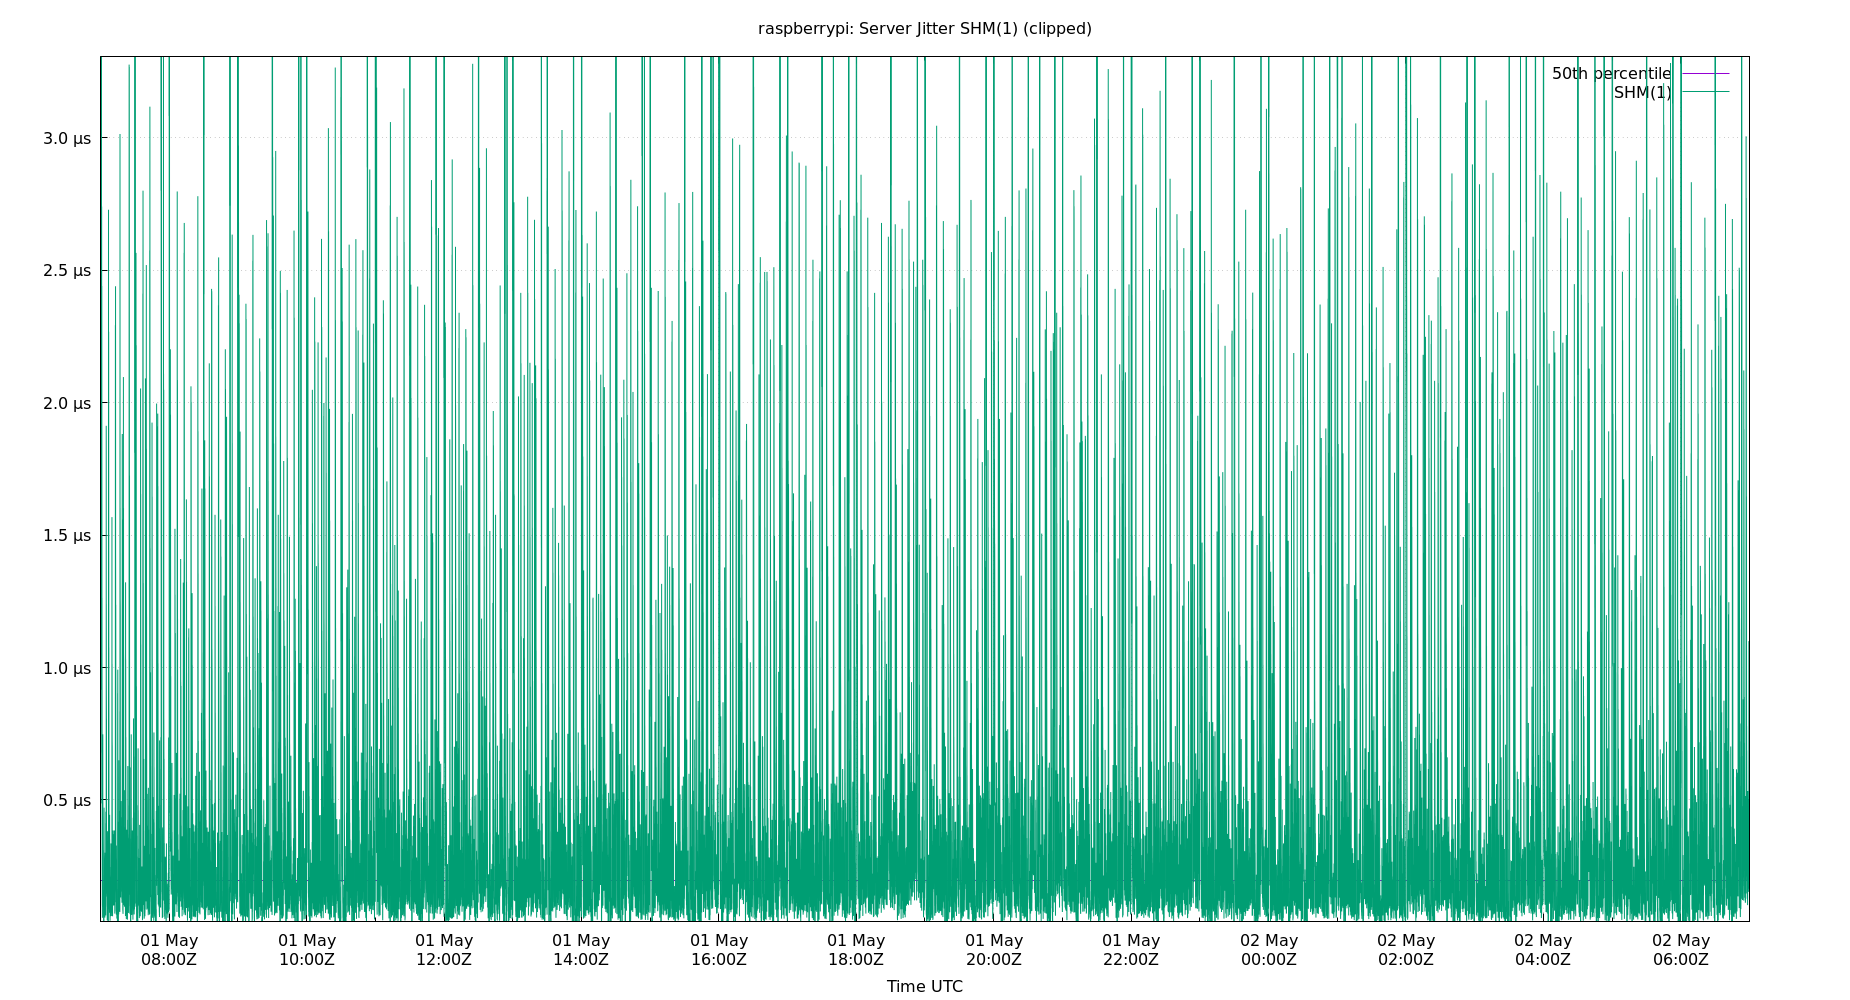 raspberrypi: Server Jitter SHM(1) (clipped)
50th percentile
SHM(1)
3.0 µs
2.5 µs
2.0 µs
1.5 µs
1.0 µs
0.5 µs
01 May 01 May 01 May 01 May 01 May 01 May 01 May 01 May 02 May 02 May 02 May 02 May
08:00Z 10:00Z 12:00Z 14:00Z 16:00Z 18:00Z 20:00Z 22:00Z 00:00Z 02:00Z 04:00Z 06:00Z
Time UTC